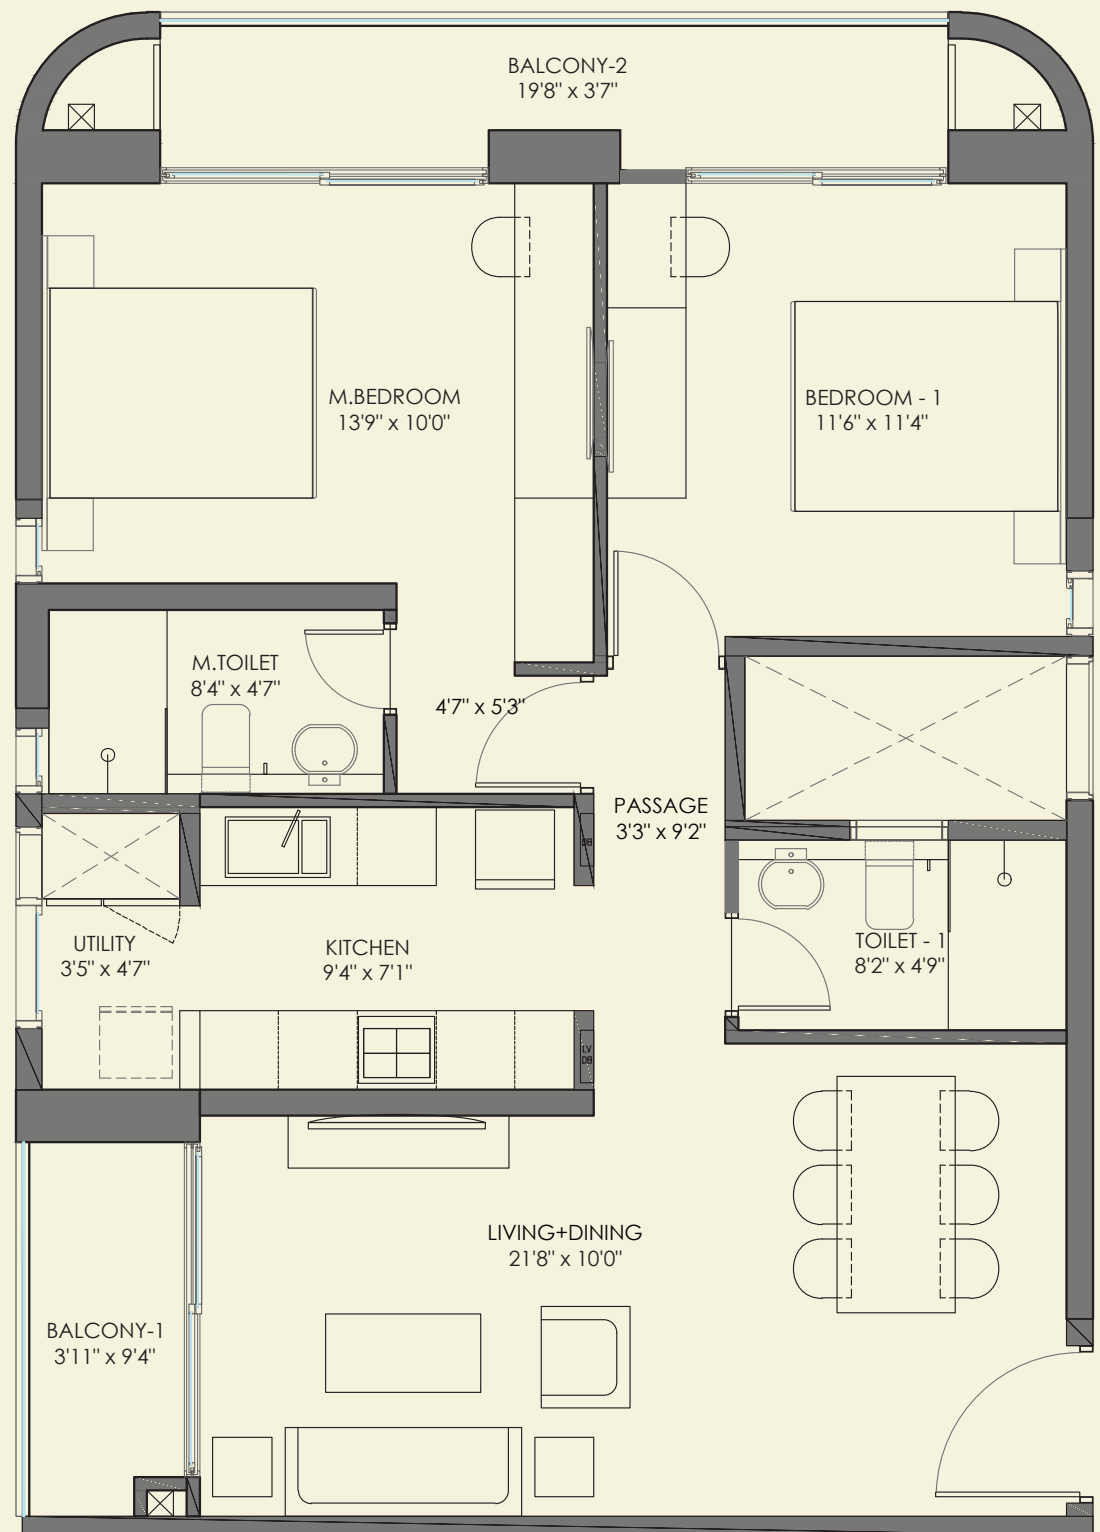 BALCONY-2
19'8" x 3'7"
M.BEDROOM
13'9" x 10'0"
BEDROOM - 1
11'6" x 11'4"
M.TOILET
8'4" x 4'7"
4'7" x 5'3"
PASSAGE
3'3" x 9'2"
DB
UTILITY
3'5" x 4'7"
KITCHEN
9'4" x 7'1"
TOILET - 1
8'2" x 4'9"
LV
DB
LIVING+DINING
21'8" x 10'0"
BALCONY-1
3'11" x 9'4"